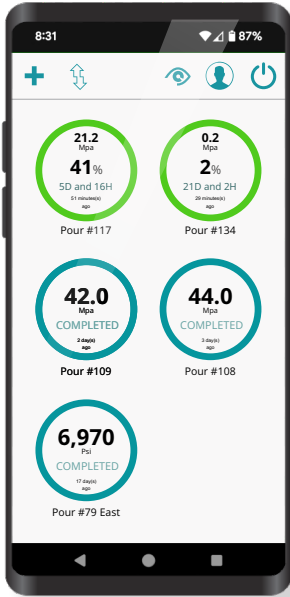 8:31
87%
21.2
Mpa
41%
5D and 16H
51 minutes(s)
ago
Pour #117
0.2
Mpa
2%
21D and 2H
29 minutes(s)
ago
Pour #134
42.0
Mpa
COMPLETED
2 day(s)
ago
Pour #109
44.0
Mpa
COMPLETED
3 day(s)
ago
Pour #108
6,970
Psi
COMPLETED
17 day(s)
ago
Pour #79 East